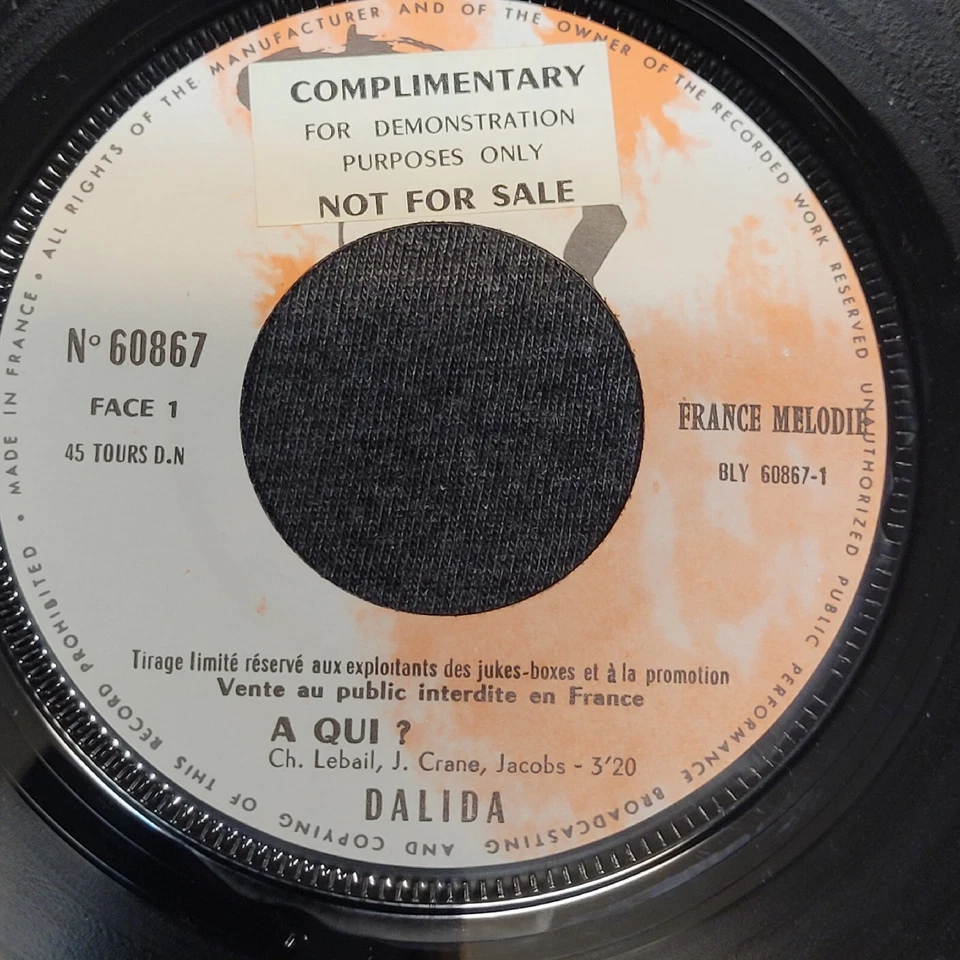 COMPLIMENTARY
FOR DEMONSTRATION
PURPOSES ONLY
NOT FOR SALE
N° 60867
FACE 1
45 TOURS D.N
FRANCE MELODIE
BLY 60867-1
Tirage limité réservé aux exploitants des jukes-boxes et à la promotion
Vente au public interdite en France
A QUI ?
Ch. Lebail, J. Crane, Jacobs - 3'20
DALIDA
• MADE IN FRANCE • ALL RIGHTS OF THE MANUFACTURER AND OF THE OWNER OF THE RECORDED WORK RESERVED UNAUTHORIZED PUBLIC PERFORMANCE BROADCASTING AND COPYING OF THIS RECORD PROHIBITED